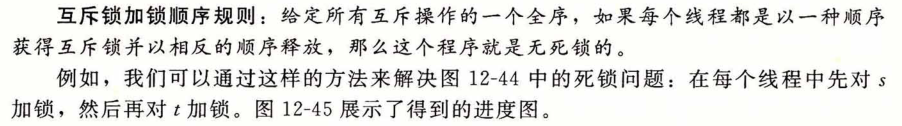 互斥锁加锁顺序规则：给定所有互斥操作的一个全序，如果每个线程都是以一种顺序
获得互斥锁并以相反的顺序释放，那么这个程序就是无死锁的。
例如，我们可以通过这样的方法来解决图 12-44 中的死锁问题：在每个线程中先对 s
加锁，然后再对 t 加锁。图 12-45 展示了得到的进度图。